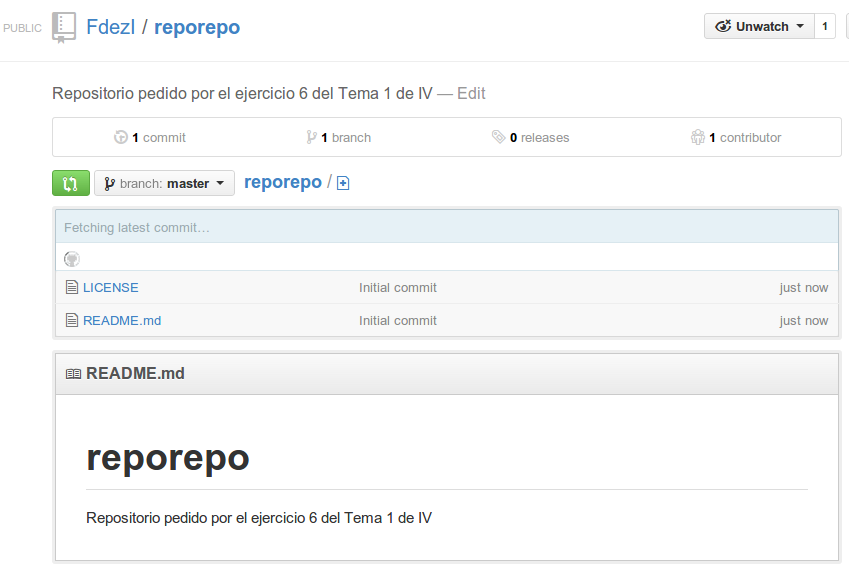 PUBLIC FdezI / reporepo Unwatch 1
Repositorio pedido por el ejercicio 6 del Tema 1 de IV — Edit
1 commit 1 branch 0 releases 1 contributor
branch: master reporepo /
Fetching latest commit…
LICENSE Initial commit just now
README.md Initial commit just now
README.md
reporepo
Repositorio pedido por el ejercicio 6 del Tema 1 de IV